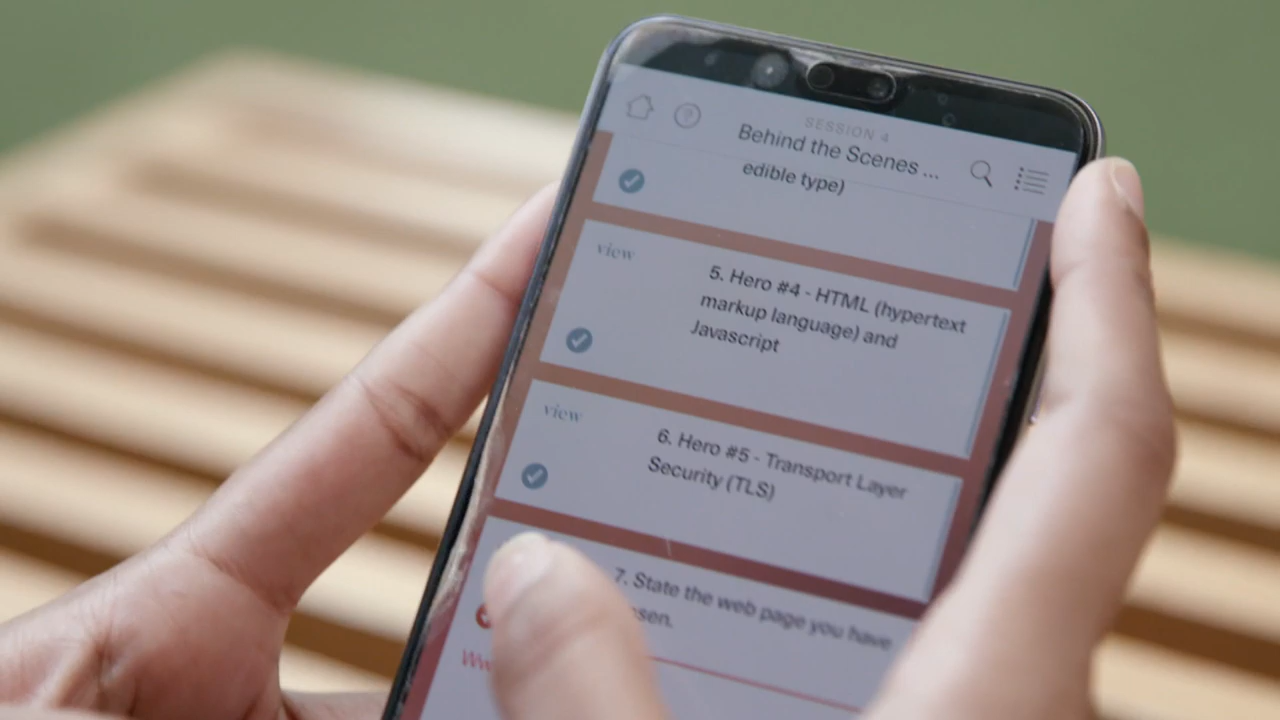 SESSION 4
Behind the Scenes ...
edible type)
view
5. Hero #4 - HTML (hypertext
markup language) and
Javascript
view
6. Hero #5 - Transport Layer
Security (TLS)
7. State the web page you have